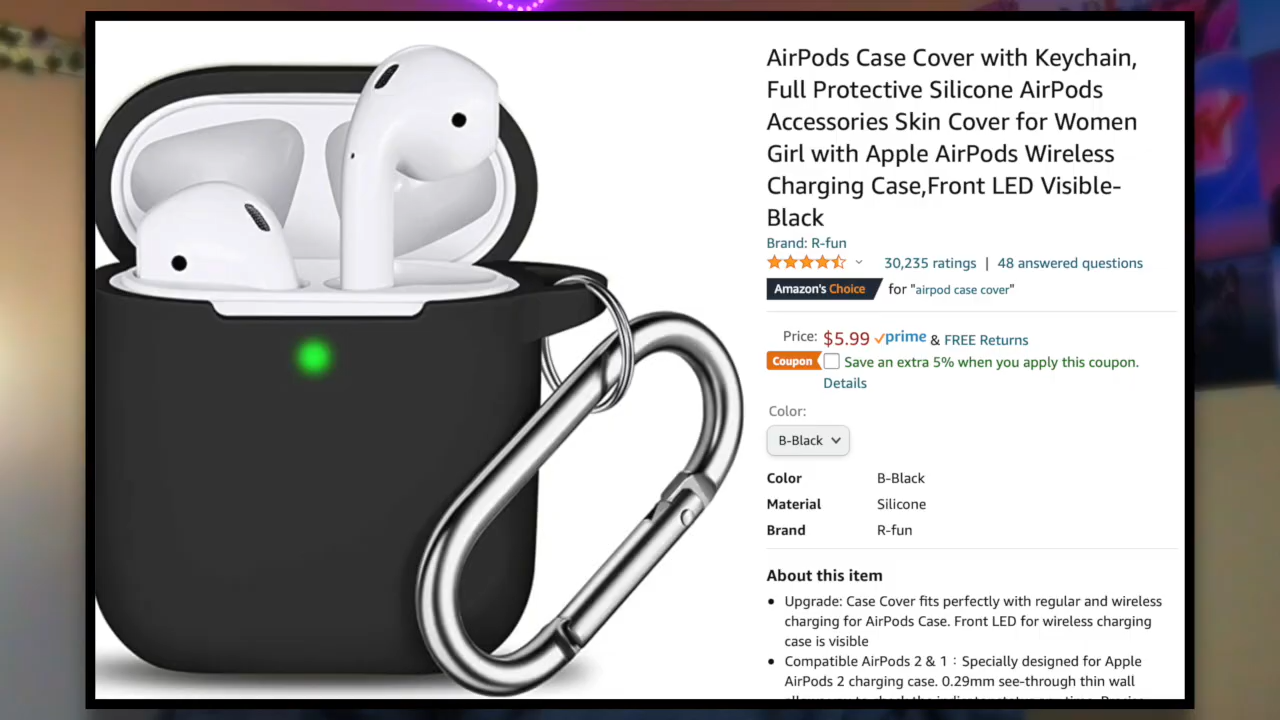 AirPods Case Cover with Keychain,
Full Protective Silicone AirPods
Accessories Skin Cover for Women
Girl with Apple AirPods Wireless
Charging Case,Front LED Visible-
Black
Brand: R-fun
30,235 ratings | 48 answered questions
Amazon's Choice for "airpod case cover"
Price: $5.99 prime & FREE Returns
Coupon Save an extra 5% when you apply this coupon.
Details
Color:
B-Black
Color B-Black
Material Silicone
Brand R-fun
About this item
• Upgrade: Case Cover fits perfectly with regular and wireless
charging for AirPods Case. Front LED for wireless charging
case is visible
• Compatible AirPods 2 & 1：Specially designed for Apple
AirPods 2 charging case. 0.29mm see-through thin wall